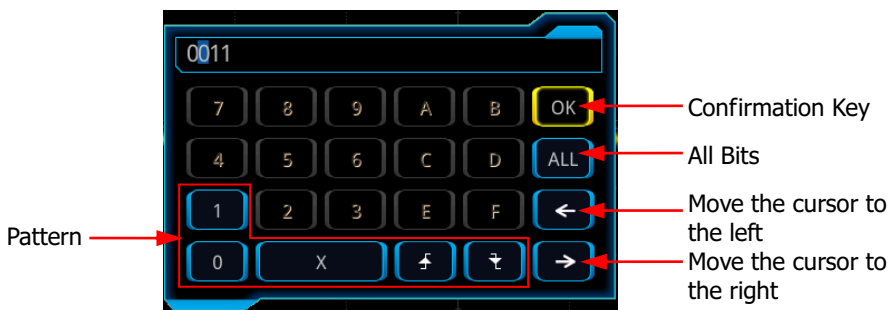 0011
7 8 9 A B OK
Confirmation Key
4 5 6 C D ALL
All Bits
1 2 3 E F ←
Move the cursor to
the left
Pattern
0 X →
Move the cursor to
the right